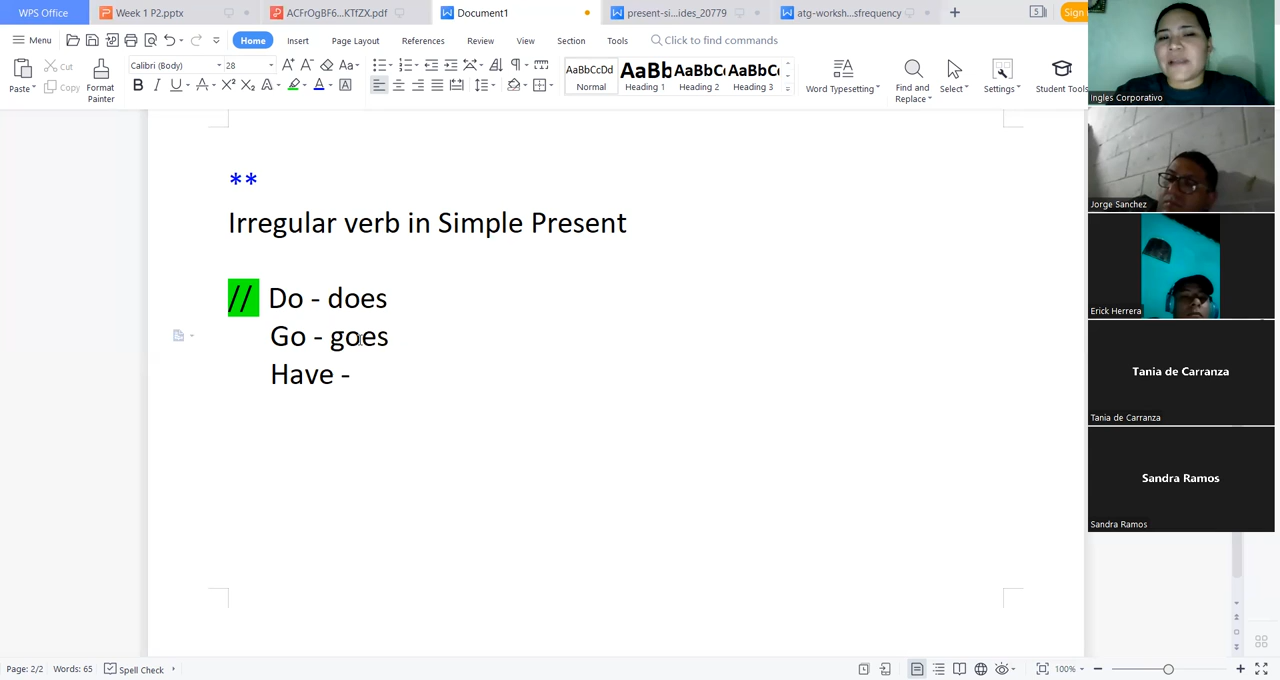 WPS Office
Week 1 P2.pptx
ACFrOgBF6...KTfZX.pdf
Document1
present-si...ides_20779
atg-worksh...sfrequency
5
Sign
Menu
Home
Insert
Page Layout
References
Review
View
Section
Tools
Click to find commands
Paste
Cut
Copy
Format
Painter
Calibri (Body)
28
AaBbCcDd
Normal
AaBb
Heading 1
AaBbC
Heading 2
AaBbC
Heading 3
Word Typesetting
Find and
Replace
Select
Settings
Student Tools
**
Irregular verb in Simple Present
// Do - does
Go - goes
Have -
Ingles Corporativo
Jorge Sanchez
Erick Herrera
Tania de Carranza
Tania de Carranza
Sandra Ramos
Sandra Ramos
Page: 2/2
Words: 65
Spell Check
100%